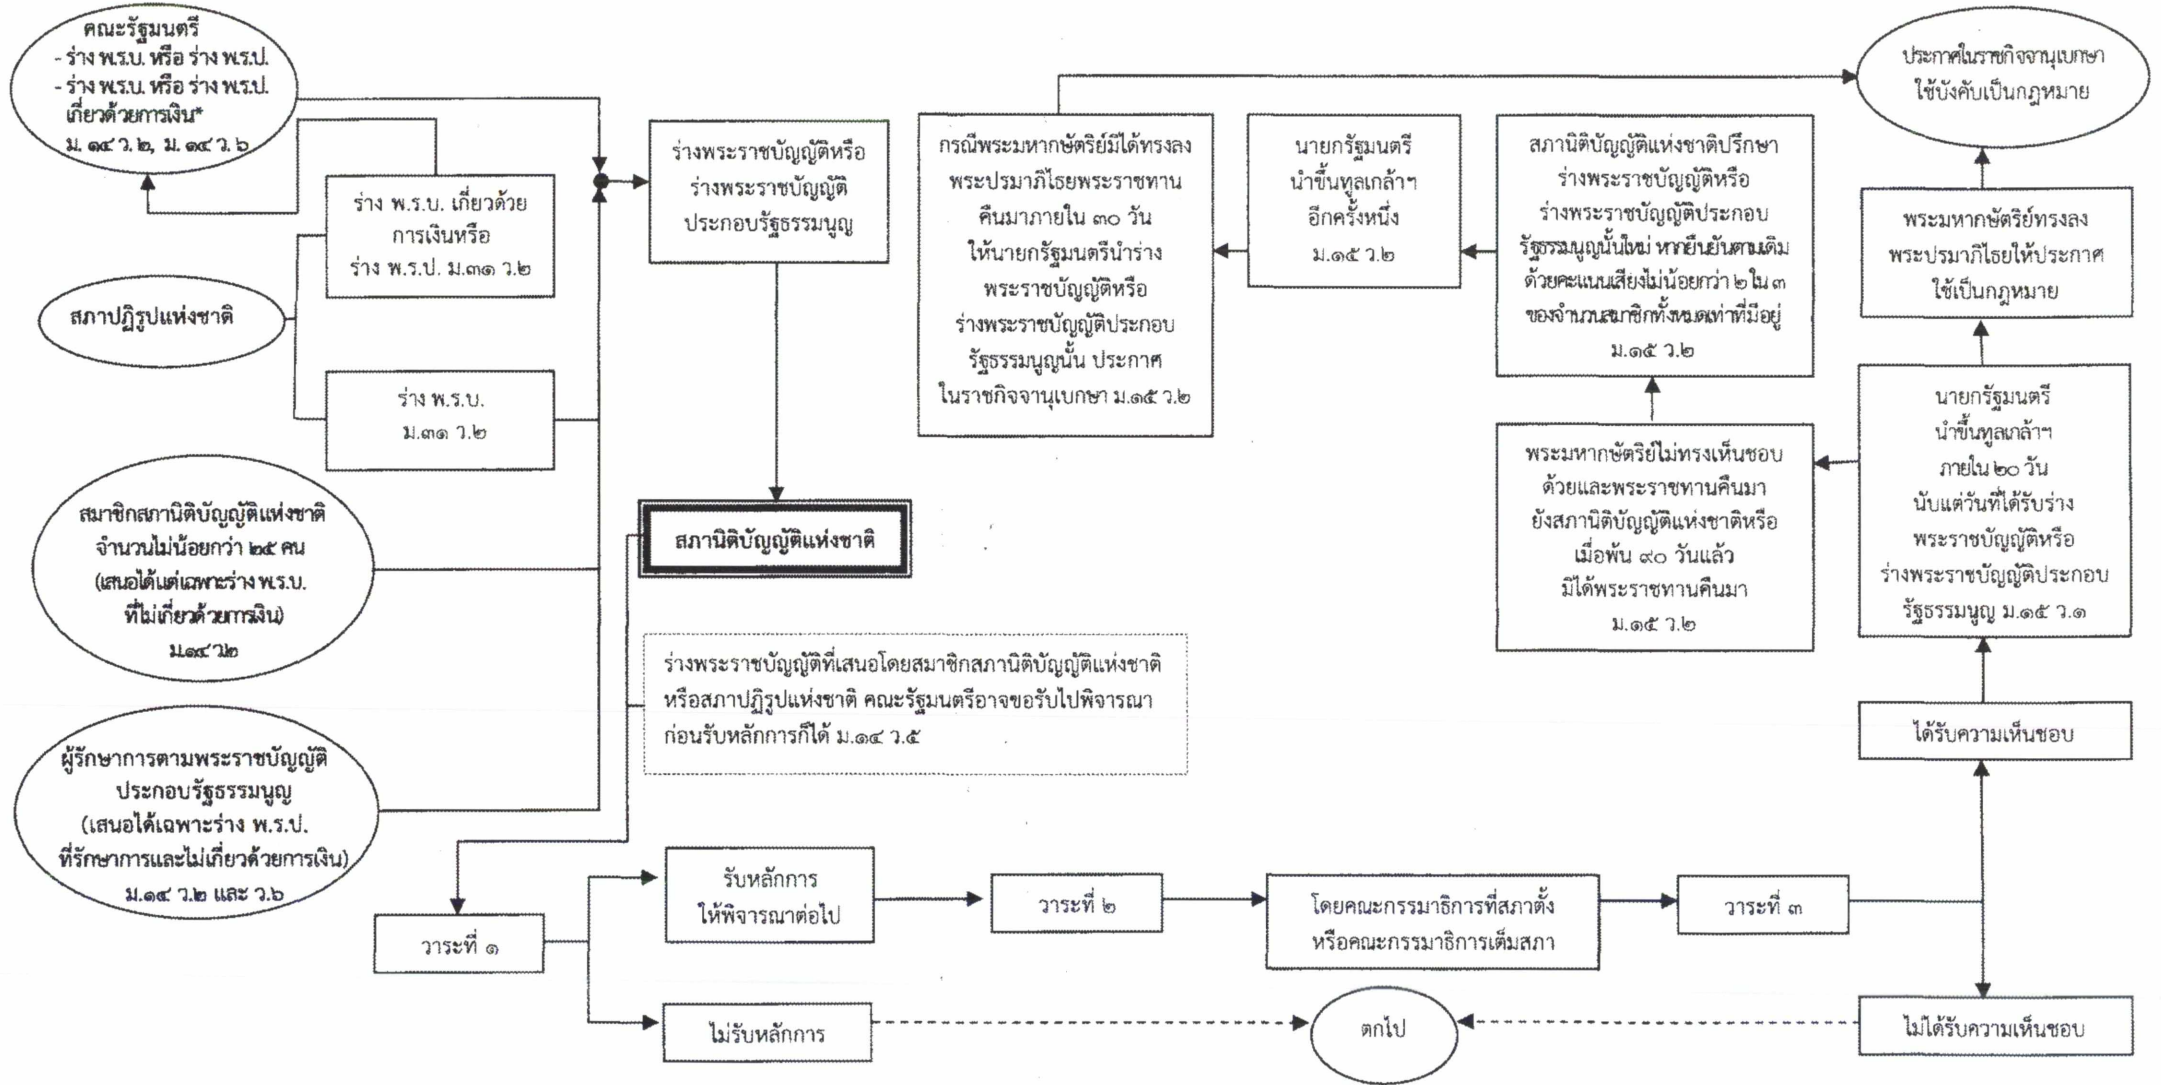 คณะรัฐมนตรี
- ร่าง พ.ร.บ. หรือ ร่าง พ.ร.ป.
- ร่าง พ.ร.บ. หรือ ร่าง พ.ร.ป.
เกี่ยวด้วยการเงิน*
ม. ๑๔ ว. ๒, ม. ๑๔ ว. ๖
ร่าง พ.ร.บ. เกี่ยวด้วย
การเงินหรือ
ร่าง พ.ร.ป. ม.๓๑ ว.๒
สภาปฏิรูปแห่งชาติ
ร่าง พ.ร.บ.
ม.๓๑ ว.๒
สมาชิกสภานิติบัญญัติแห่งชาติ
จำนวนไม่น้อยกว่า ๒๕ คน
(เสนอได้แต่เฉพาะร่าง พ.ร.บ.
ที่ไม่เกี่ยวด้วยการเงิน)
ม.๑๔ ว.๒
ผู้รักษาการตามพระราชบัญญัติ
ประกอบรัฐธรรมนูญ
(เสนอได้เฉพาะร่าง พ.ร.ป.
ที่รักษาการและไม่เกี่ยวด้วยการเงิน)
ม.๑๔ ว.๒ และ ว.๖
ร่างพระราชบัญญัติหรือ
ร่างพระราชบัญญัติ
ประกอบรัฐธรรมนูญ
สภานิติบัญญัติแห่งชาติ
ร่างพระราชบัญญัติที่เสนอโดยสมาชิกสภานิติบัญญัติแห่งชาติ
หรือสภาปฏิรูปแห่งชาติ คณะรัฐมนตรีอาจขอรับไปพิจารณา
ก่อนรับหลักการก็ได้ ม.๑๔ ว.๕
วาระที่ ๑
รับหลักการ
ให้พิจารณาต่อไป
ไม่รับหลักการ
วาระที่ ๒
โดยคณะกรรมาธิการที่สภาตั้ง
หรือคณะกรรมาธิการเต็มสภา
วาระที่ ๓
ตกไป
ได้รับความเห็นชอบ
ไม่ได้รับความเห็นชอบ
นายกรัฐมนตรี
นำขึ้นทูลเกล้าฯ
ภายใน ๒๐ วัน
นับแต่วันที่ได้รับร่าง
พระราชบัญญัติหรือ
ร่างพระราชบัญญัติประกอบ
รัฐธรรมนูญ ม.๑๕ ว.๑
พระมหากษัตริย์ทรงลง
พระปรมาภิไธยให้ประกาศ
ใช้เป็นกฎหมาย
ประกาศในราชกิจจานุเบกษา
ใช้บังคับเป็นกฎหมาย
พระมหากษัตริย์ไม่ทรงเห็นชอบ
ด้วยและพระราชทานคืนมา
ยังสภานิติบัญญัติแห่งชาติหรือ
เมื่อพ้น ๙๐ วันแล้ว
มิได้พระราชทานคืนมา
ม.๑๕ ว.๒
สภานิติบัญญัติแห่งชาติปรึกษา
ร่างพระราชบัญญัติหรือ
ร่างพระราชบัญญัติประกอบ
รัฐธรรมนูญนั้นใหม่ หากยืนยันตามเดิม
ด้วยคะแนนเสียงไม่น้อยกว่า ๒ ใน ๓
ของจำนวนสมาชิกทั้งหมดเท่าที่มีอยู่
ม.๑๕ ว.๒
นายกรัฐมนตรี
นำขึ้นทูลเกล้าฯ
อีกครั้งหนึ่ง
ม.๑๕ ว.๒
กรณีพระมหากษัตริย์มิได้ทรงลง
พระปรมาภิไธยพระราชทาน
คืนมาภายใน ๓๐ วัน
ให้นายกรัฐมนตรีนำร่าง
พระราชบัญญัติหรือ
ร่างพระราชบัญญัติประกอบ
รัฐธรรมนูญนั้น ประกาศ
ในราชกิจจานุเบกษา ม.๑๕ ว.๒